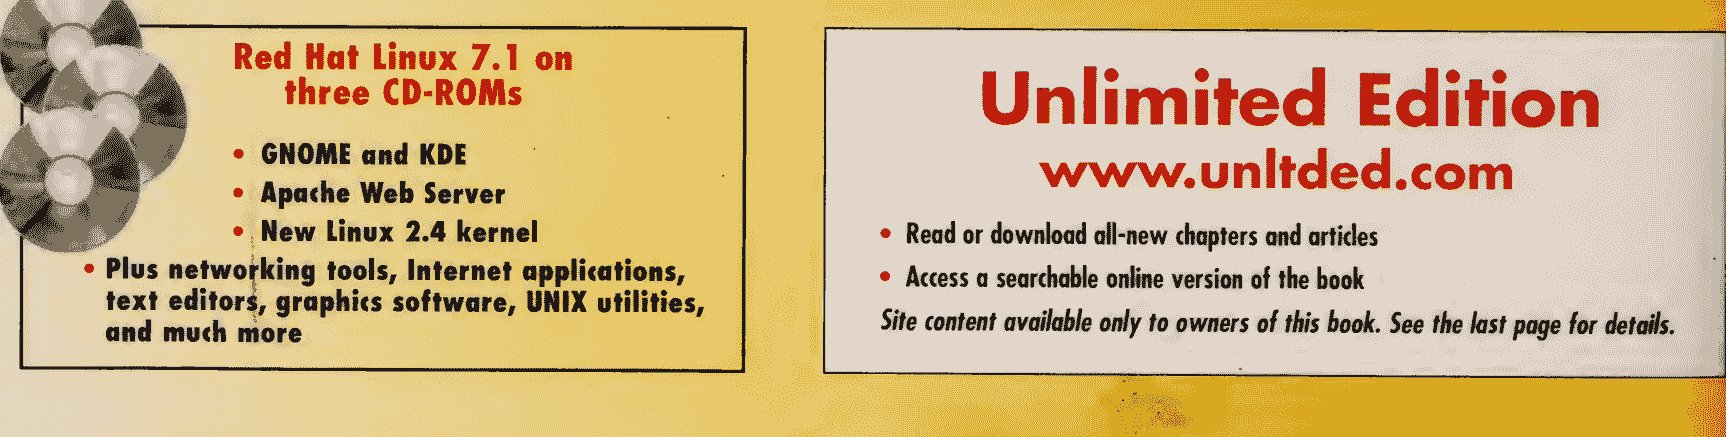 Red Hat Linux 7.1 on
three CD-ROMs
• GNOME and KDE
• Apache Web Server
• New Linux 2.4 kernel
• Plus networking tools, Internet applications,
text editors, graphics software, UNIX utilities,
and much more
Unlimited Edition
www.unltded.com
• Read or download all-new chapters and articles
• Access a searchable online version of the book
Site content available only to owners of this book. See the last page for details.